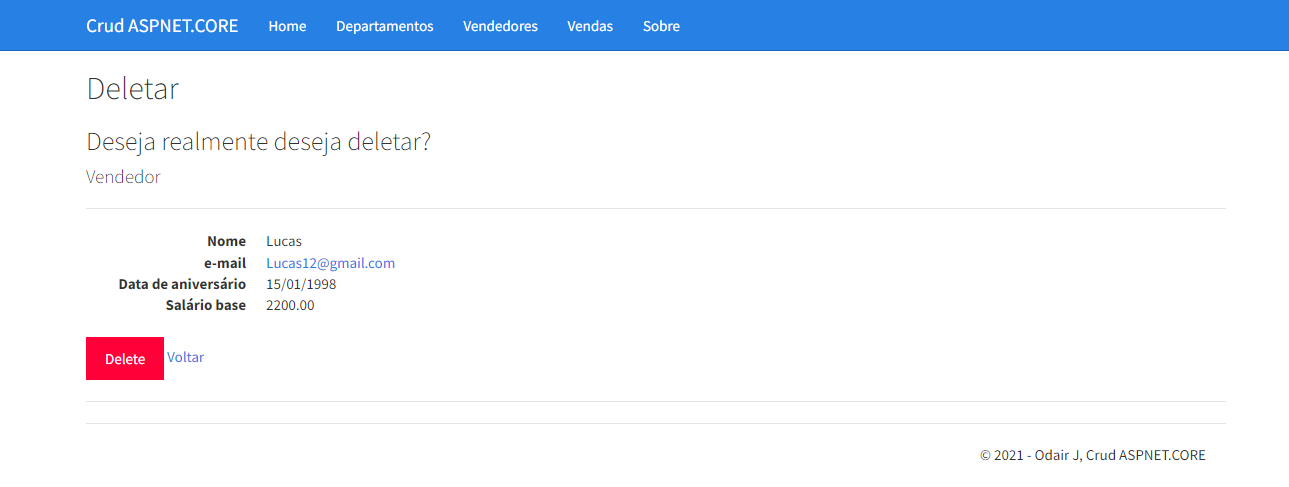 Crud ASPNET.CORE Home Departamentos Vendedores Vendas Sobre
Deletar
Deseja realmente deseja deletar?
Vendedor
Nome Lucas
e-mail Lucas12@gmail.com
Data de aniversário 15/01/1998
Salário base 2200.00
Delete Voltar
© 2021 - Odair J, Crud ASPNET.CORE